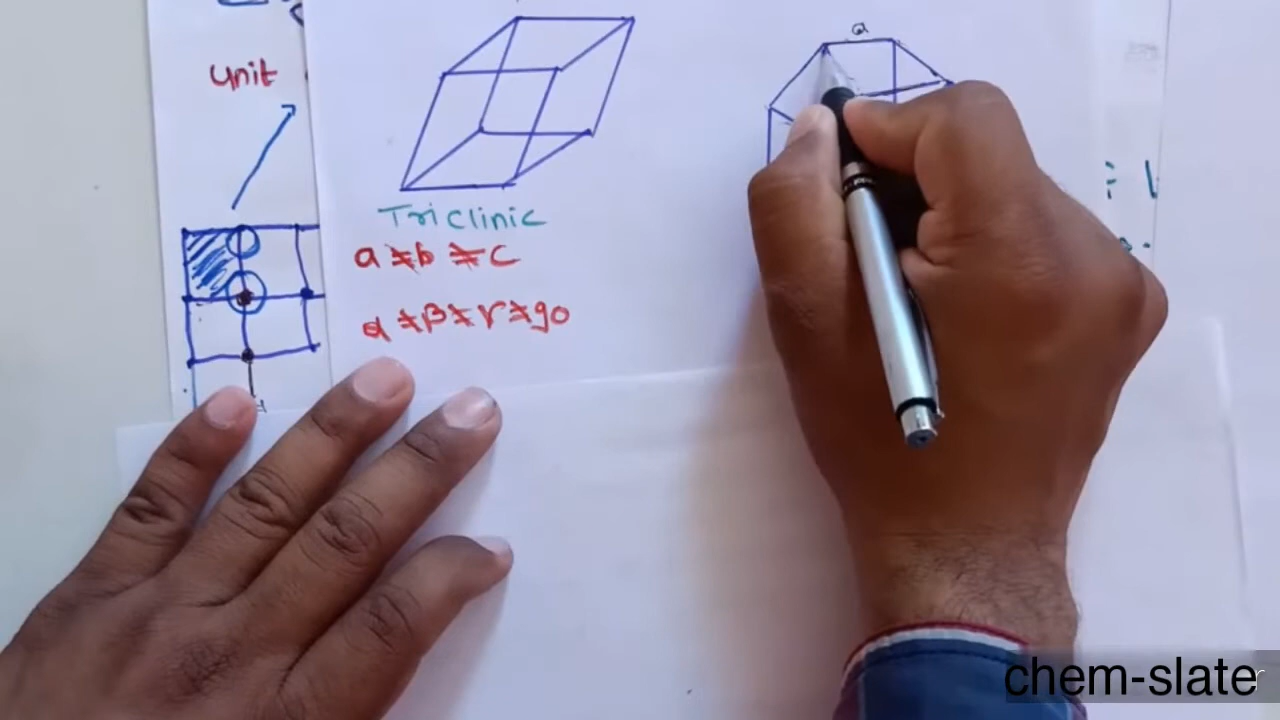 unit
a
Triclinic
a ≠ b ≠ c
α ≠ β ≠ γ ≠ 90
chem-slate